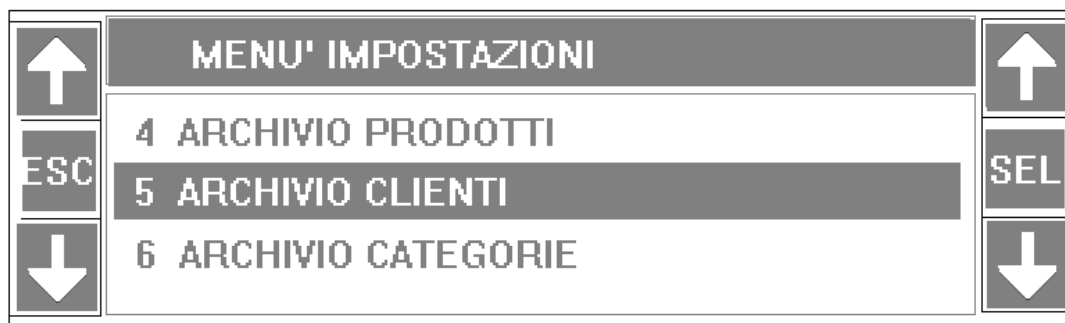 MENU' IMPOSTAZIONI
4 ARCHIVIO PRODOTTI
ESC
5 ARCHIVIO CLIENTI
SEL
6 ARCHIVIO CATEGORIE